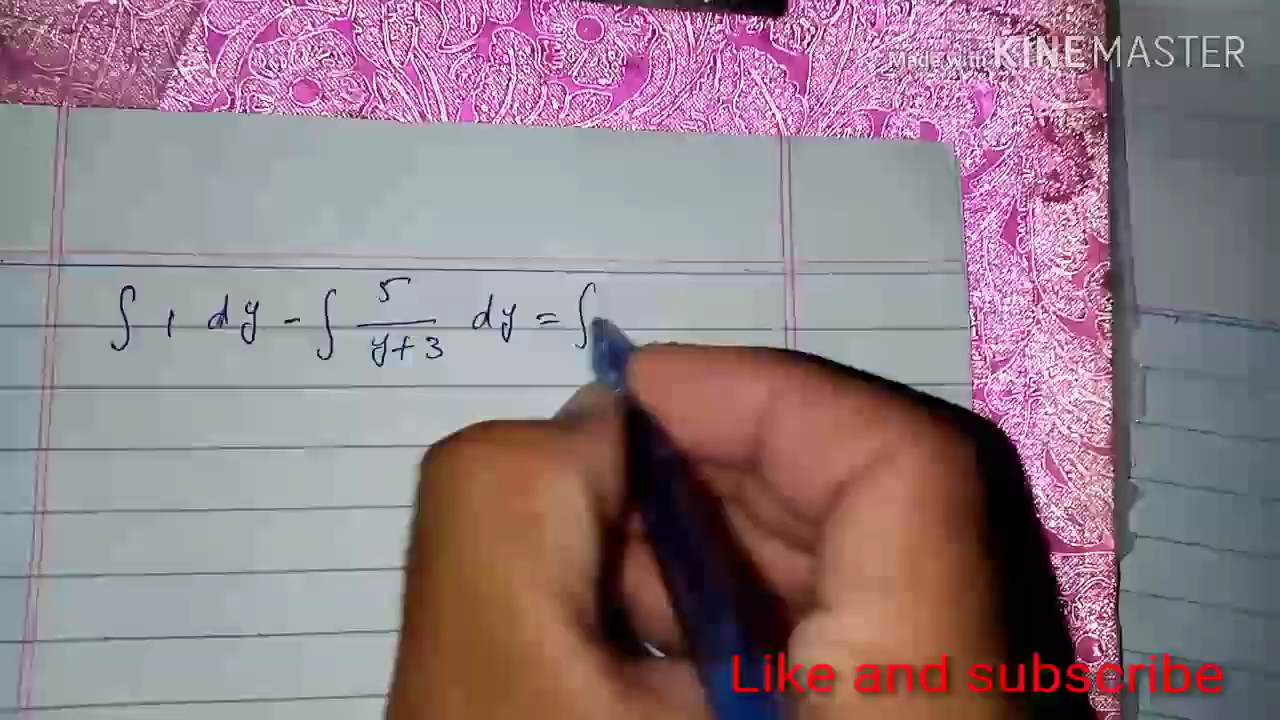 Made with KINEMASTER
∫ 1 dy - ∫ 5/(y+3) dy = ∫
Like and subscribe